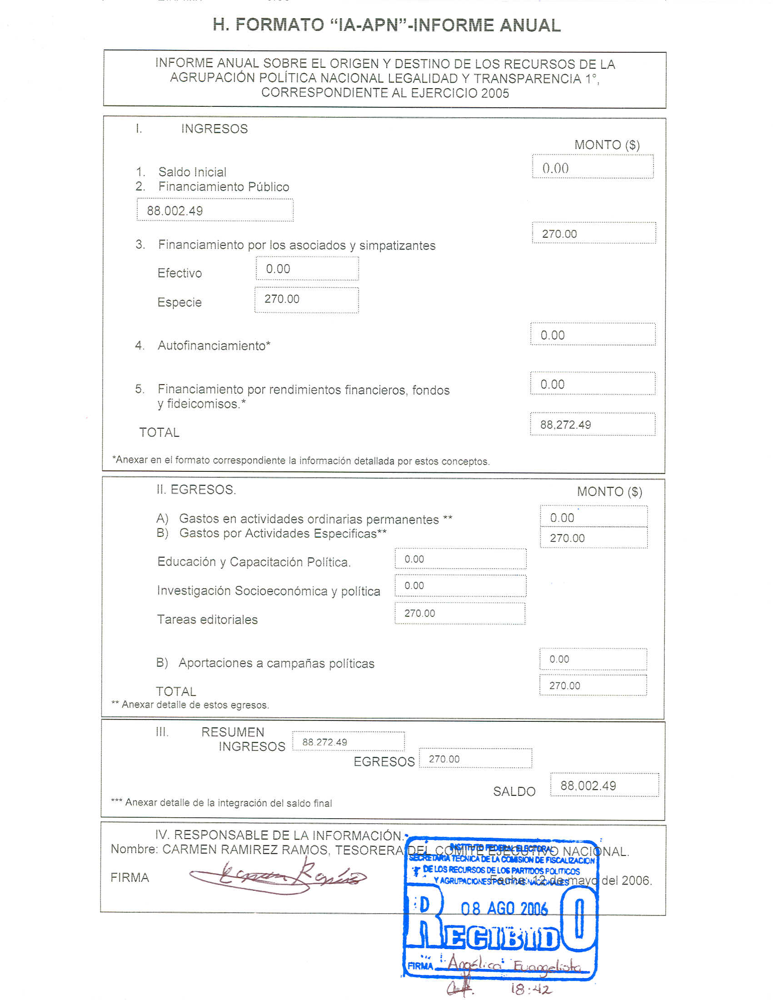 H. FORMATO “IA-APN”-INFORME ANUAL
INFORME ANUAL SOBRE EL ORIGEN Y DESTINO DE LOS RECURSOS DE LA
AGRUPACIÓN POLÍTICA NACIONAL LEGALIDAD Y TRANSPARENCIA 1°,
CORRESPONDIENTE AL EJERCICIO 2005
I. INGRESOS
MONTO ($)
1. Saldo Inicial 0.00
2. Financiamiento Público
88.002.49
270.00
3. Financiamiento por los asociados y simpatizantes
Efectivo 0.00
Especie 270.00
0.00
4. Autofinanciamiento*
0.00
5. Financiamiento por rendimientos financieros, fondos
y fideicomisos.*
88,272.49
TOTAL
*Anexar en el formato correspondiente la información detallada por estos conceptos.
II. EGRESOS. MONTO ($)
A) Gastos en actividades ordinarias permanentes ** 0.00
B) Gastos por Actividades Especificas** 270.00
Educación y Capacitación Política. 0.00
Investigación Socioeconómica y política 0.00
Tareas editoriales 270.00
B) Aportaciones a campañas políticas 0.00
TOTAL 270.00
** Anexar detalle de estos egresos.
III. RESUMEN
INGRESOS 88.272.49
EGRESOS 270.00
SALDO 88,002.49
*** Anexar detalle de la integración del saldo final
IV. RESPONSABLE DE LA INFORMACIÓN.
Nombre: CARMEN RAMIREZ RAMOS, TESORERA DEL COMITE EJECUTIVO NACIONAL.
INSTITUTO FEDERAL ELECTORAL
SECRETARIA TECNICA DE LA COMISION DE FISCALIZACION
DE LOS RECURSOS DE LOS PARTIDOS POLITICOS
Y AGRUPACIONES POLITICAS NACIONALES
FIRMA
Fecha: 12 de mayo del 2006.
08 AGO 2006
RECIBIDO
FIRMA Angélica Evangelista
18:42